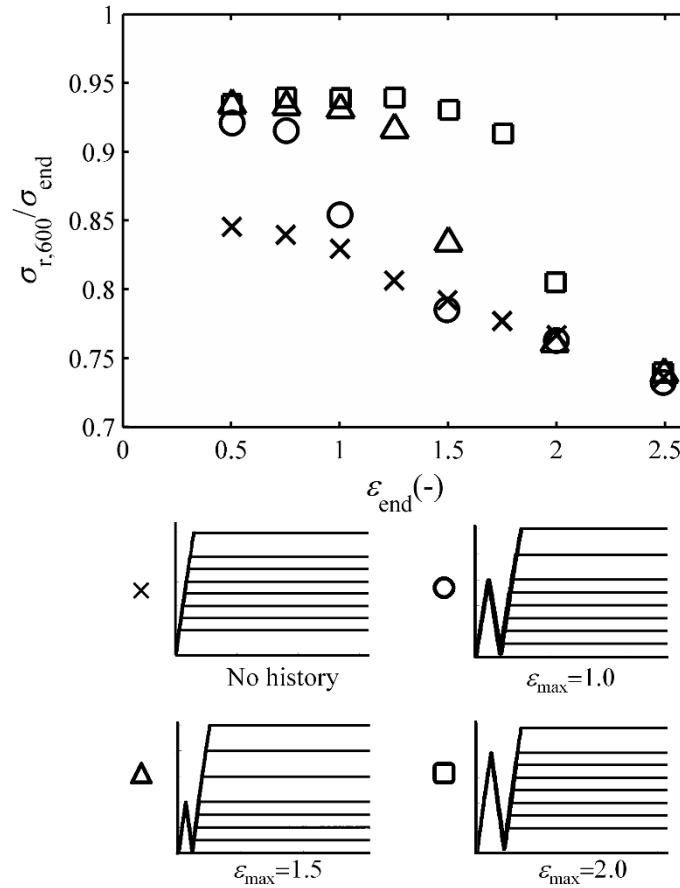 1
0.95
0.9
0.85
0.8
0.75
0.7
σr,600/σend
0 0.5 1 1.5 2 2.5
εend(-)
No history
εmax=1.0
εmax=1.5
εmax=2.0